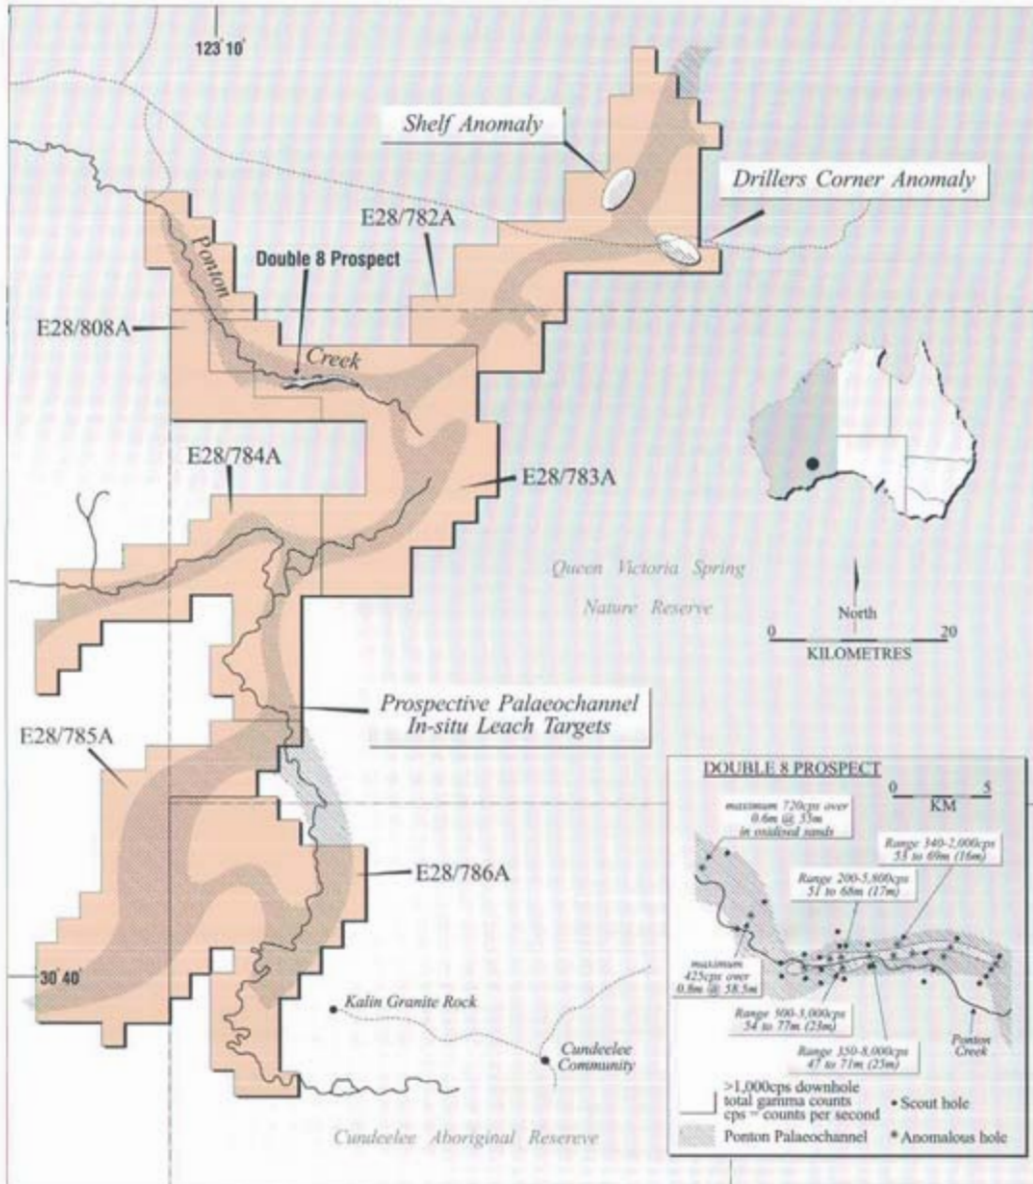 123°10'
Shelf Anomaly
Drillers Corner Anomaly
E28/782A
Ponton
Double 8 Prospect
E28/808A
Creek
E28/784A
E28/783A
Queen Victoria Spring
Nature Reserve
North
0 20
KILOMETRES
Prospective Palaeochannel
In-situ Leach Targets
E28/785A
E28/786A
30°40'
Kalin Granite Rock
Cundeelee
Community
Cundeelee Aboriginal Resereve
DOUBLE 8 PROSPECT
0 5
KM
maximum 720cps over
0.6m @ 55m
in oxidised sands
Range 340-2,000cps
53 to 69m (16m)
Range 200-5,800cps
51 to 68m (17m)
maximum
425cps over
0.8m @ 58.5m
Range 300-3,000cps
54 to 77m (23m)
Range 350-8,000cps
47 to 71m (25m)
Ponton
Creek
>1,000cps downhole
total gamma counts
cps = counts per second
Scout hole
Ponton Palaeochannel
Anomalous hole